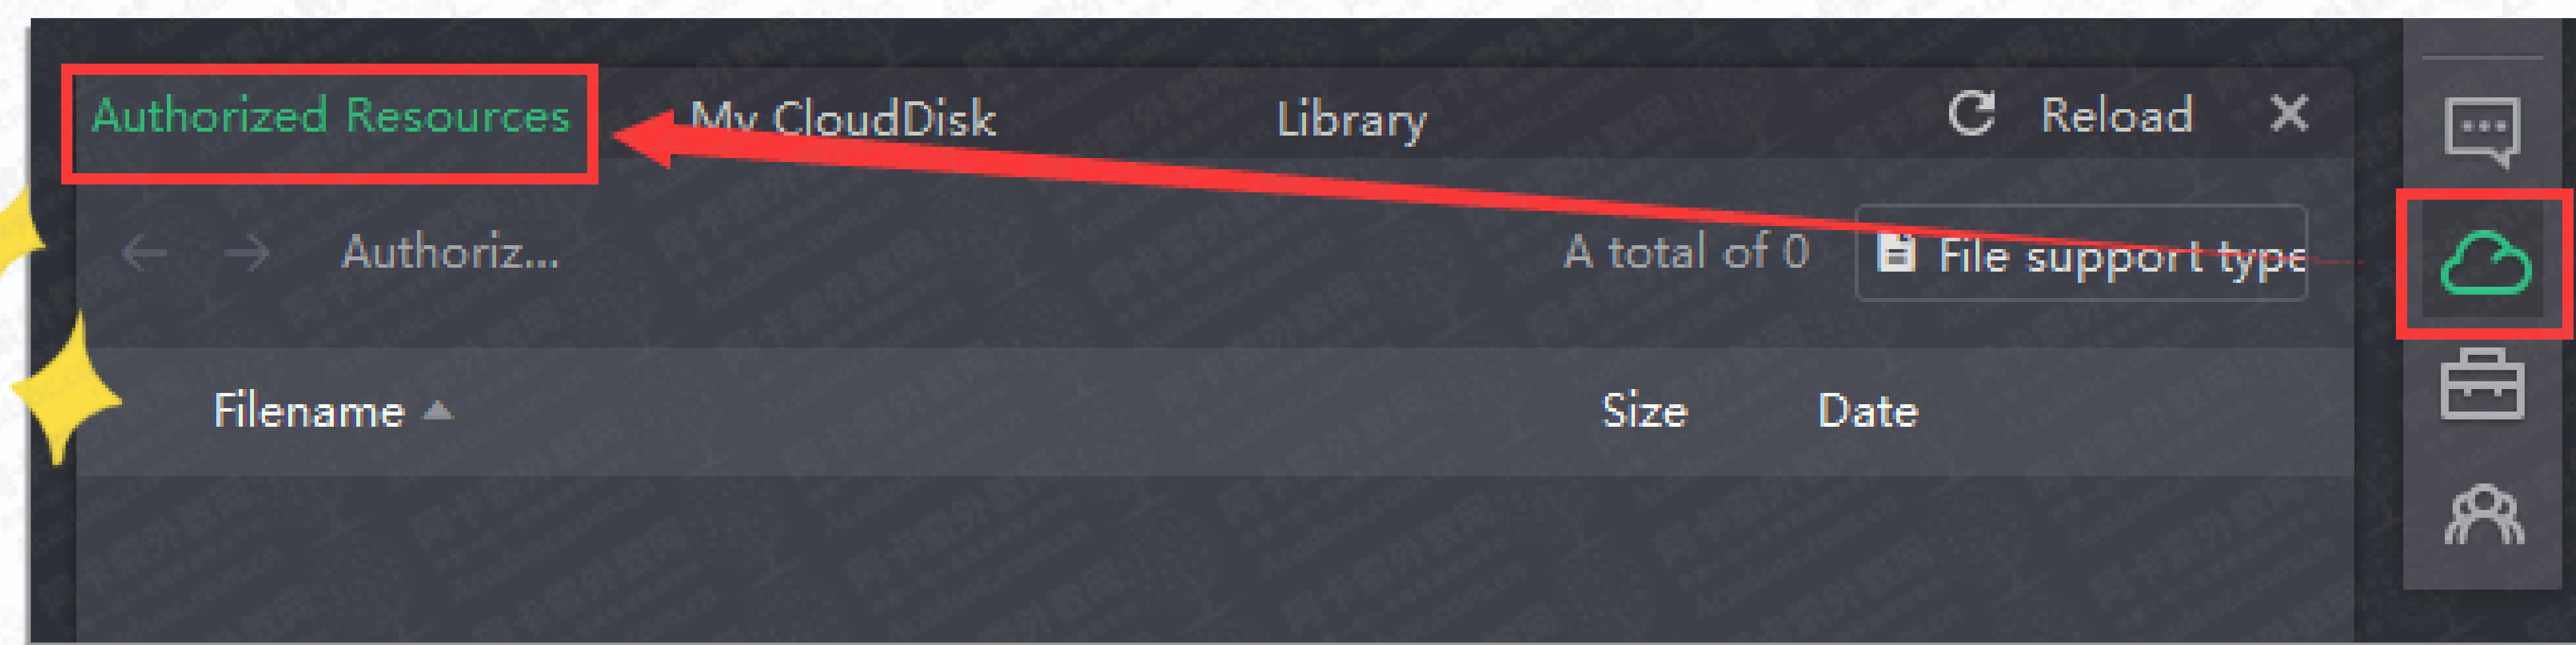 Authorized Resources
My CloudDisk
Library
Reload
Authoriz...
A total of 0
File support type
Filename
Size
Date